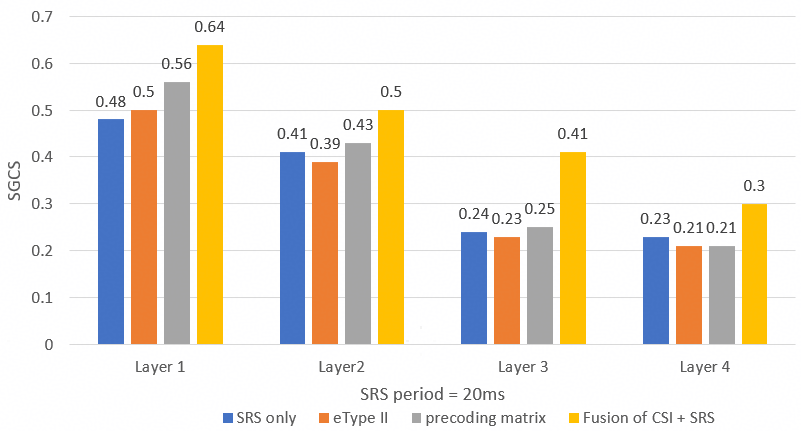 0.7
0.6
0.5
0.4
0.3
0.2
0.1
0
SGCS
0.48 0.5 0.56 0.64
0.41 0.39 0.43 0.5
0.24 0.23 0.25 0.41
0.23 0.21 0.21 0.3
Layer 1 Layer2 Layer 3 Layer 4
SRS period = 20ms
SRS only eType II precoding matrix Fusion of CSI + SRS